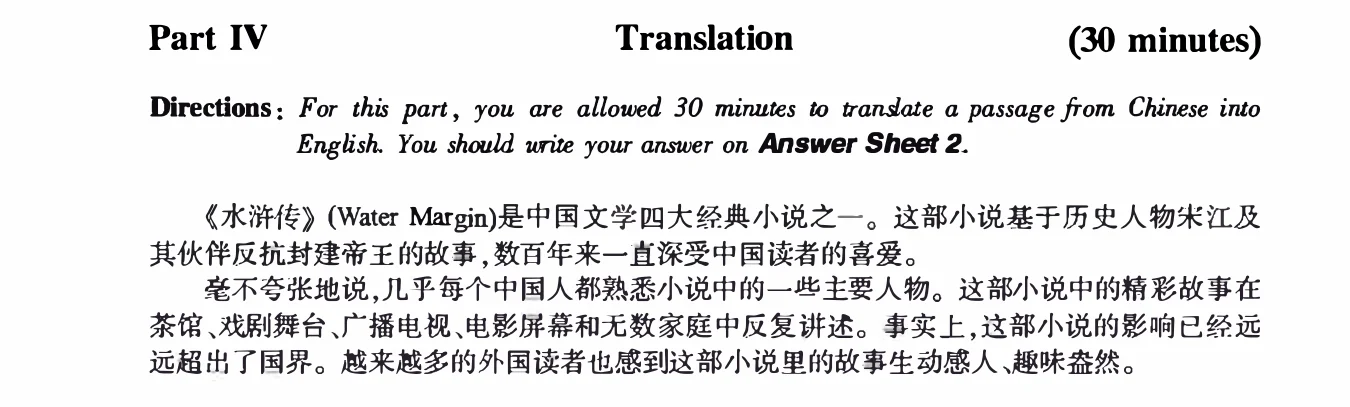 Part IV Translation (30 minutes)
Directions: For this part, you are allowed 30 minutes to translate a passage from Chinese into
English. You should write your answer on Answer Sheet 2.
《水浒传》(Water Margin)是中国文学四大经典小说之一。这部小说基于历史人物宋江及
其伙伴反抗封建帝王的故事,数百年来一直深受中国读者的喜爱。
毫不夸张地说,几乎每个中国人都熟悉小说中的一些主要人物。这部小说中的精彩故事在
茶馆、戏剧舞台、广播电视、电影屏幕和无数家庭中反复讲述。事实上,这部小说的影响已经远
远超出了国界。越来越多的外国读者也感到这部小说里的故事生动感人、趣味盎然。